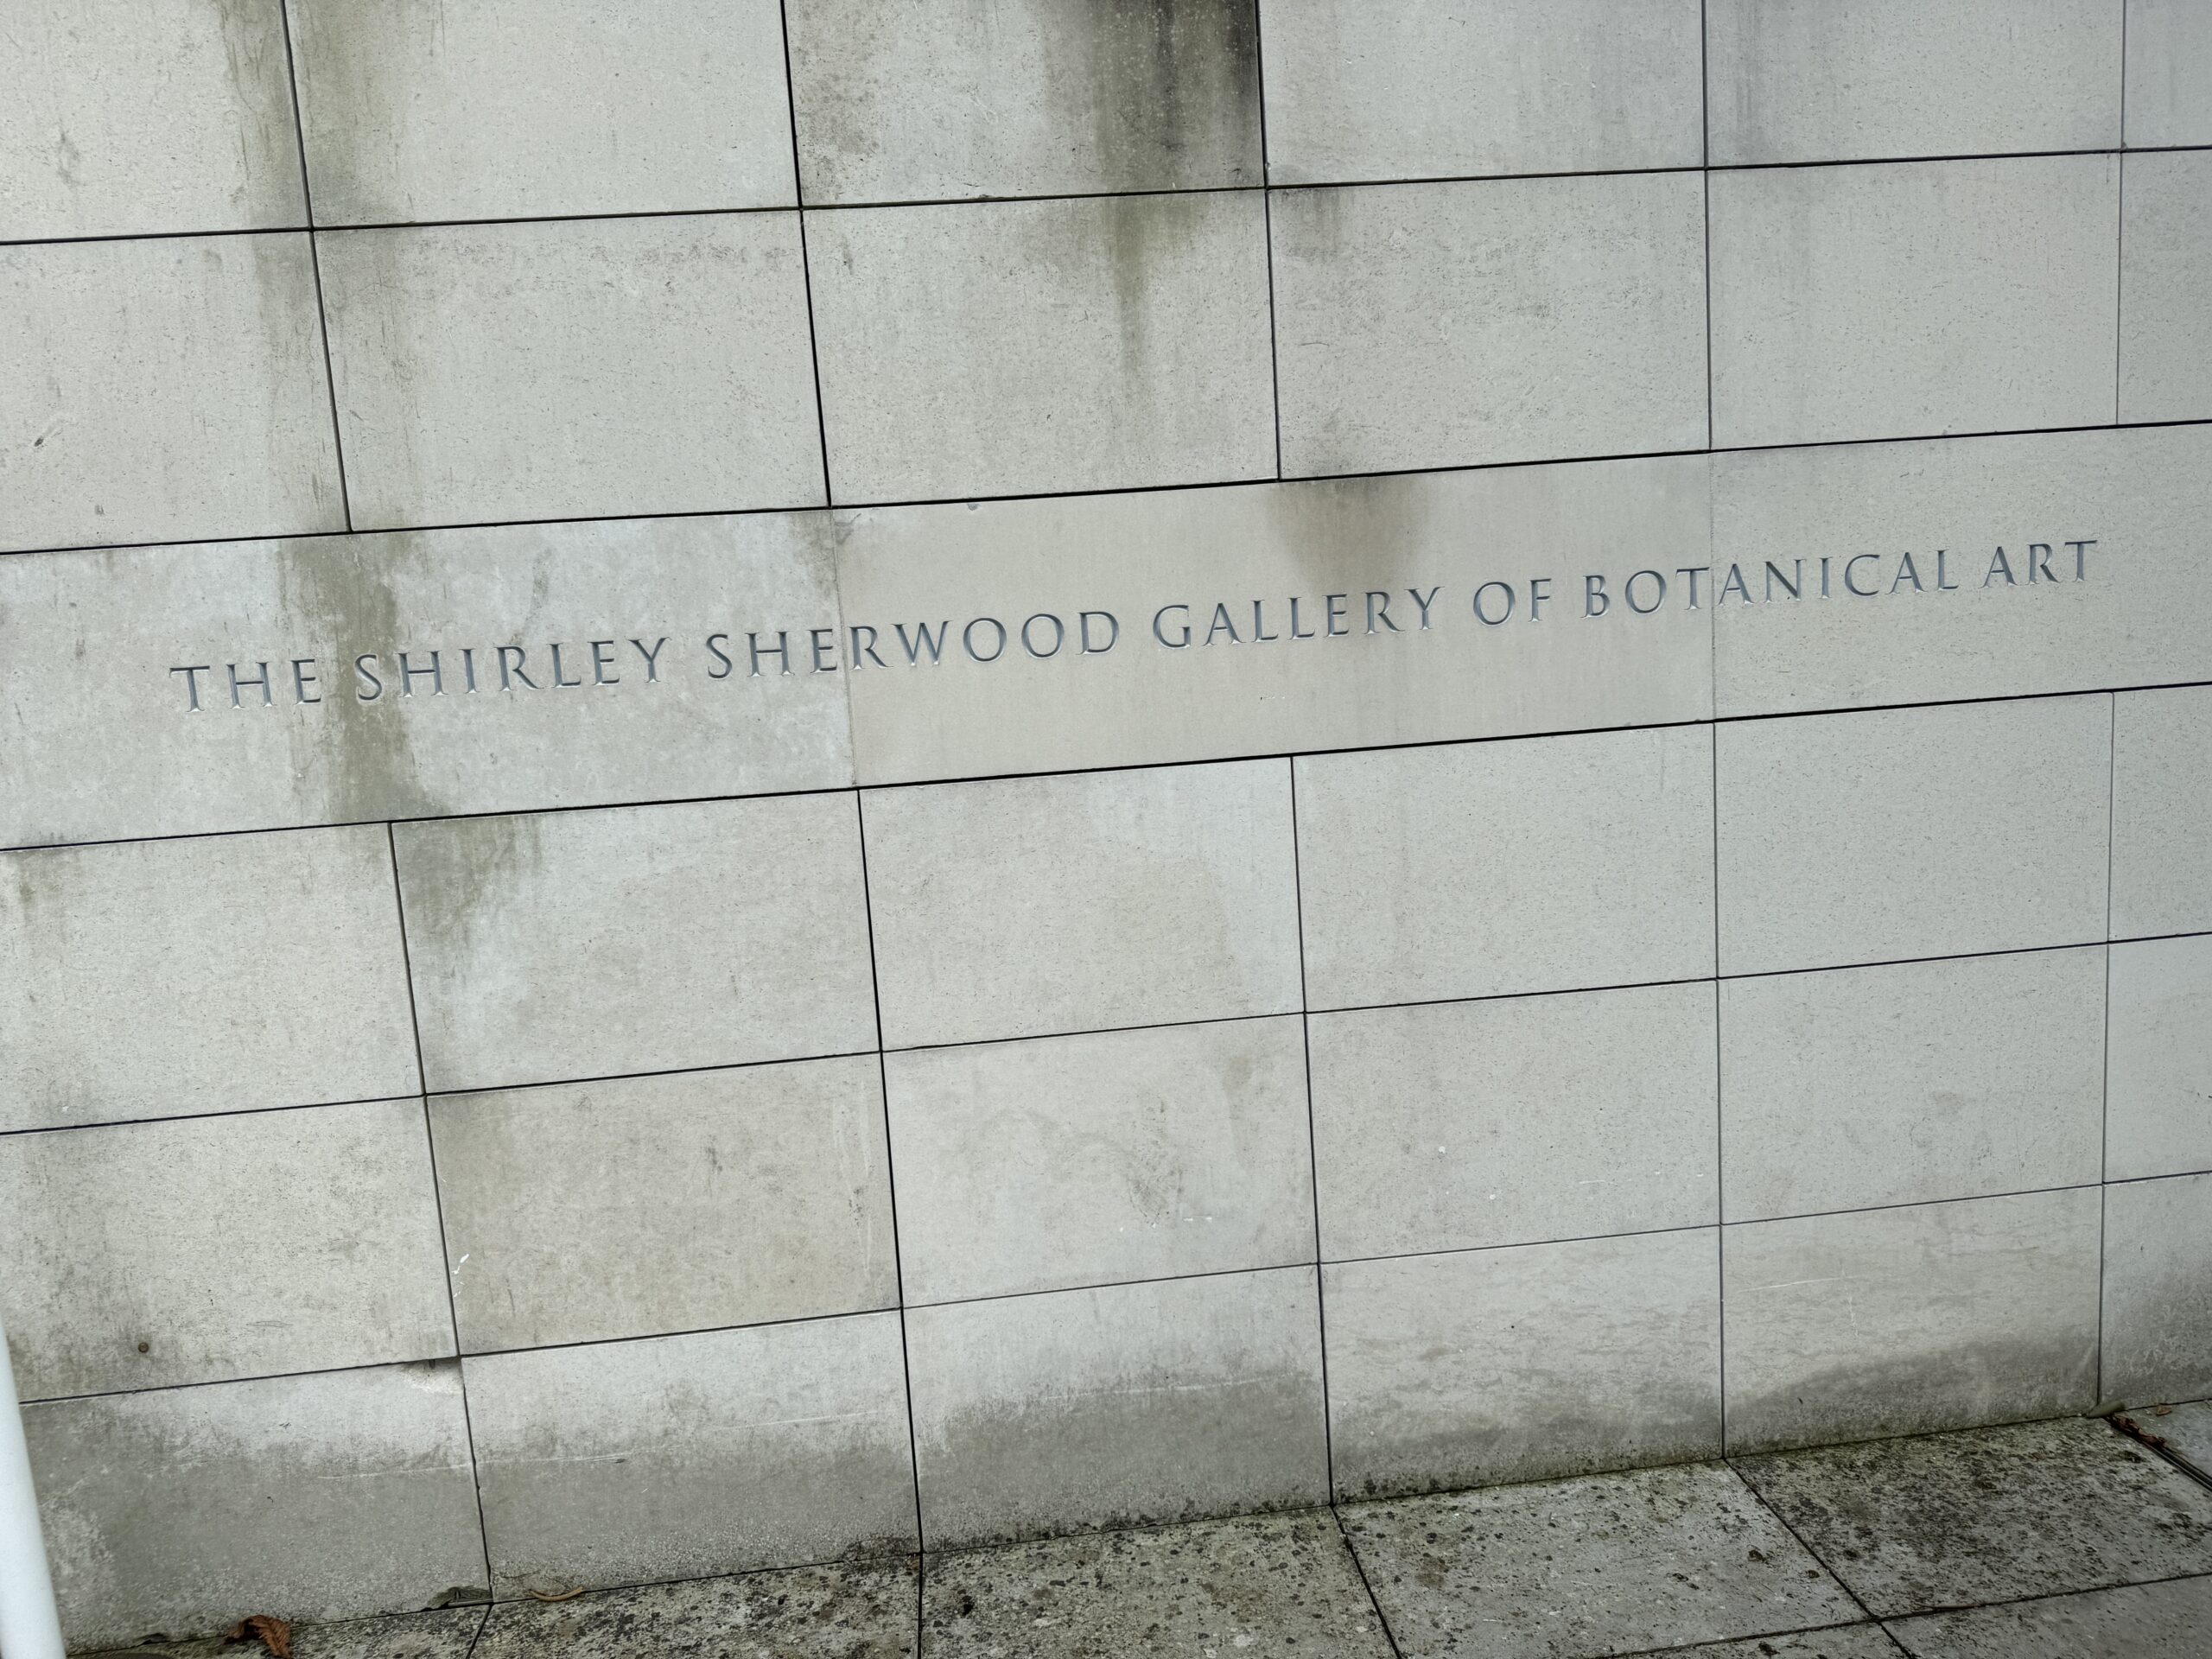 THE SHIRLEY SHERWOOD GALLERY OF BOTANICAL ART